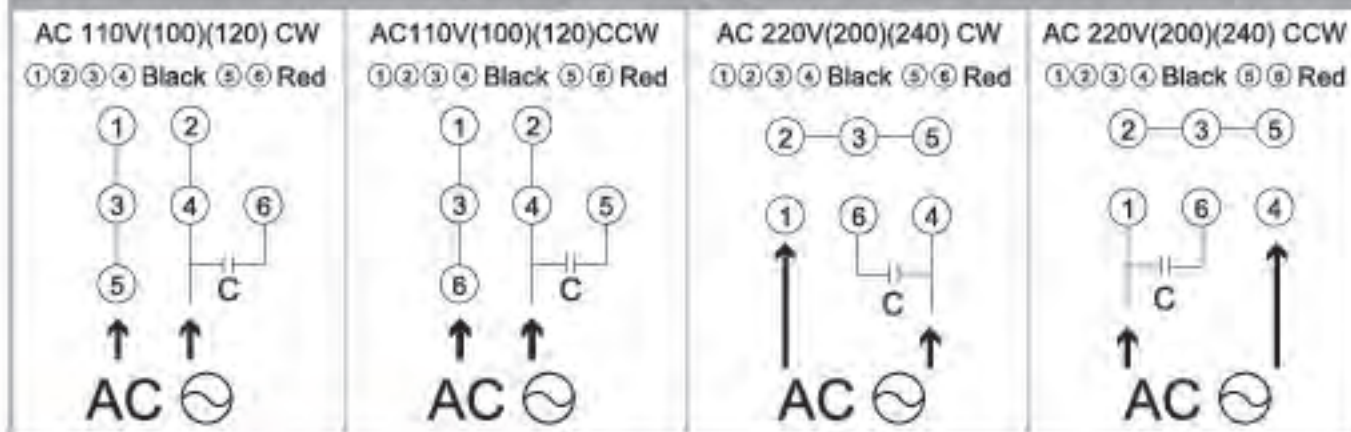 AC 110V(100)(120) CW
①②③④ Black ⑤⑥ Red
① ②
③ ④ ⑥
⑤ C
AC
AC110V(100)(120)CCW
①②③④ Black ⑤⑥ Red
① ②
③ ④ ⑤
⑥ C
AC
AC 220V(200)(240) CW
①②③④ Black ⑤⑥ Red
② ③ ⑤
① ⑥ ④
C
AC
AC 220V(200)(240) CCW
①②③④ Black ⑤⑥ Red
② ③ ⑤
① ⑥ ④
C
AC